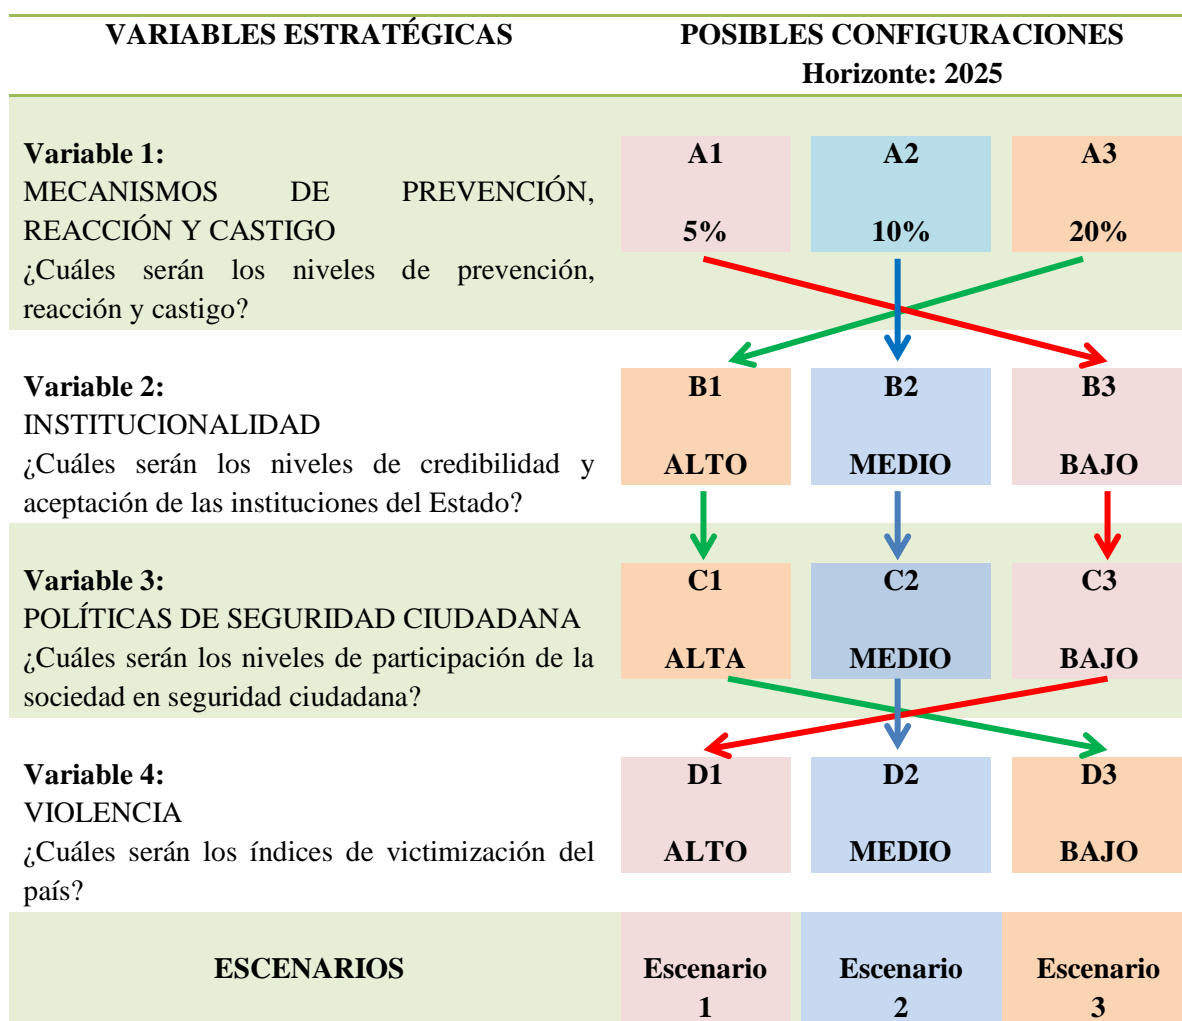 VARIABLES ESTRATÉGICAS
POSIBLES CONFIGURACIONES
Horizonte: 2025
Variable 1:
MECANISMOS DE PREVENCIÓN,
REACCIÓN Y CASTIGO
¿Cuáles serán los niveles de prevención,
reacción y castigo?
A1 A2 A3
5% 10% 20%
Variable 2:
INSTITUCIONALIDAD
¿Cuáles serán los niveles de credibilidad y
aceptación de las instituciones del Estado?
B1 B2 B3
ALTO MEDIO BAJO
Variable 3:
POLÍTICAS DE SEGURIDAD CIUDADANA
¿Cuáles serán los niveles de participación de la
sociedad en seguridad ciudadana?
C1 C2 C3
ALTA MEDIO BAJO
Variable 4:
VIOLENCIA
¿Cuáles serán los índices de victimización del
país?
D1 D2 D3
ALTO MEDIO BAJO
ESCENARIOS
Escenario Escenario Escenario
1 2 3